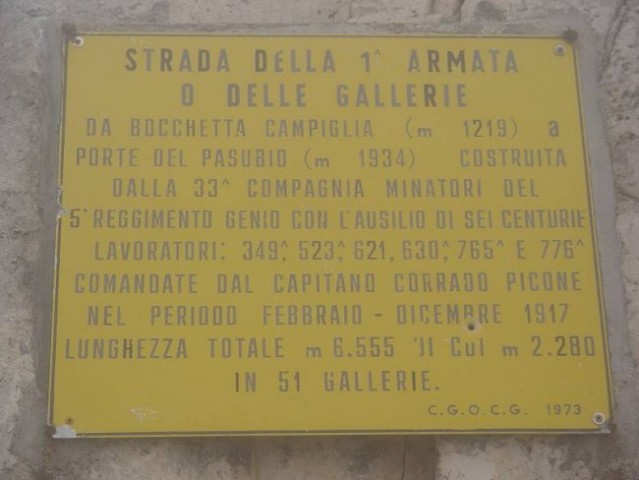 STRADA DELLA 1^ ARMATA
O DELLE GALLERIE
DA BOCCHETTA CAMPIGLIA (m 1219) a
PORTE DEL PASUBIO (m 1934) COSTRUITA
DALLA 33^ COMPAGNIA MINATORI DEL
5° REGGIMENTO GENIO CON L'AUSILIO DI SEI CENTURIE
LAVORATORI: 349^, 523^, 621, 630^, 765^ E 776^
COMANDATE DAL CAPITANO CORRADO PICONE
NEL PERIODO FEBBRAIO - DICEMBRE 1917
LUNGHEZZA TOTALE m 6.555 DI CUI m 2.280
IN 51 GALLERIE.
C.G.O.C.G. 1973